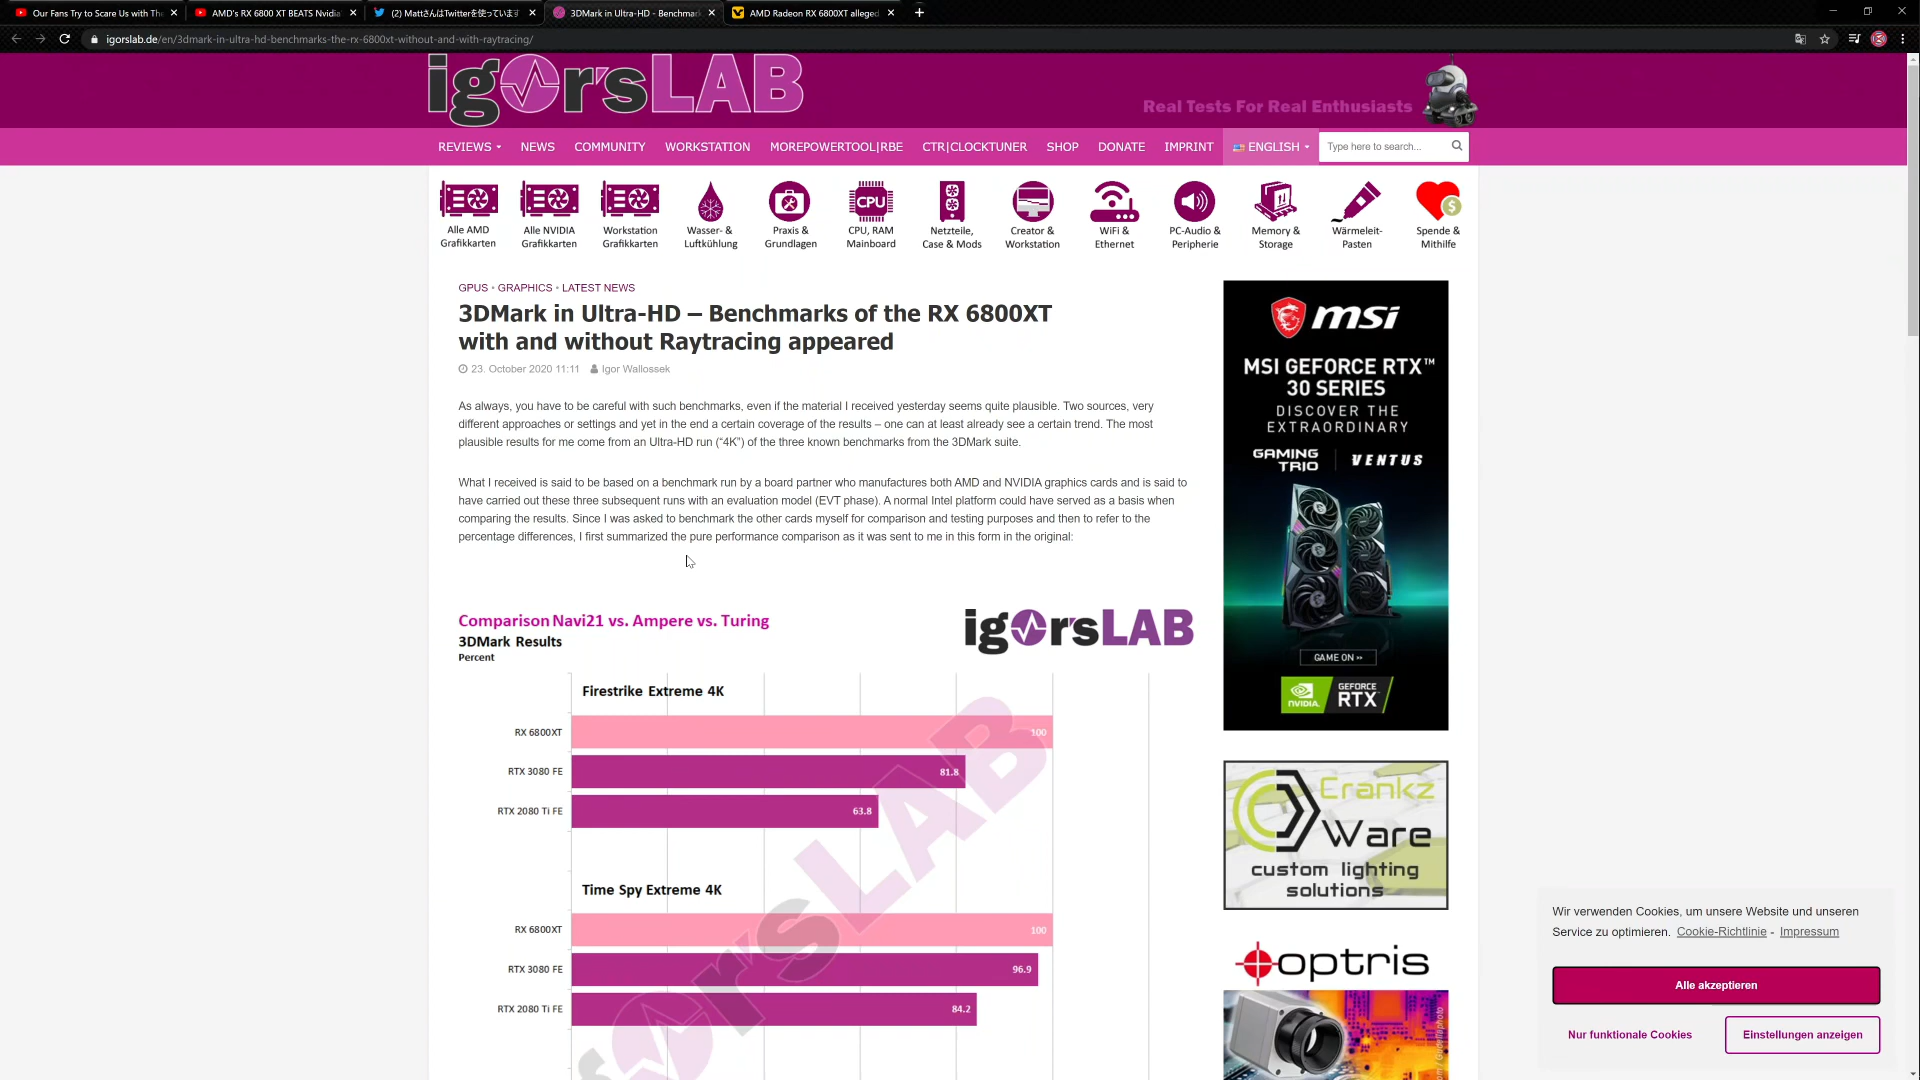 Our Fans Try to Scare Us with The
AMD's RX 6800 XT BEATS Nvidia'
(2) MattさんはTwitterを使っています
3DMark in Ultra-HD - Benchmar
AMD Radeon RX 6800XT alleged
igorslab.de/en/3dmark-in-ultra-hd-benchmarks-the-rx-6800xt-without-and-with-raytracing/
igorsLAB
Real Tests For Real Enthusiasts
REVIEWS NEWS COMMUNITY WORKSTATION MOREPOWERTOOL|RBE CTR|CLOCKTUNER SHOP DONATE IMPRINT ENGLISH Type here to search...
Alle AMD
Grafikkarten
Alle NVIDIA
Grafikkarten
Workstation
Grafikkarten
Wasser- &
Luftkühlung
Praxis &
Grundlagen
CPU
CPU, RAM
Mainboard
Netzteile,
Case & Mods
Creator &
Workstation
WiFi &
Ethernet
PC-Audio &
Peripherie
Memory &
Storage
Wärmeleit-
Pasten
$
Spende &
Mithilfe
GPUS • GRAPHICS • LATEST NEWS
3DMark in Ultra-HD – Benchmarks of the RX 6800XT
with and without Raytracing appeared
23. October 2020 11:11 Igor Wallossek
As always, you have to be careful with such benchmarks, even if the material I received yesterday seems quite plausible. Two sources, very
different approaches or settings and yet in the end a certain coverage of the results – one can at least already see a certain trend. The most
plausible results for me come from an Ultra-HD run (“4K”) of the three known benchmarks from the 3DMark suite.
What I received is said to be based on a benchmark run by a board partner who manufactures both AMD and NVIDIA graphics cards and is said to
have carried out these three subsequent runs with an evaluation model (EVT phase). A normal Intel platform could have served as a basis when
comparing the results. Since I was asked to benchmark the other cards myself for comparison and testing purposes and then to refer to the
percentage differences, I first summarized the pure performance comparison as it was sent to me in this form in the original:
Comparison Navi21 vs. Ampere vs. Turing
3DMark Results
Percent
igorsLAB
Firestrike Extreme 4K
RX 6800XT 100
RTX 3080 FE 81.8
RTX 2080 Ti FE 63.8
Time Spy Extreme 4K
RX 6800XT 100
RTX 3080 FE 96.9
RTX 2080 Ti FE 84.2
msi
MSI GEFORCE RTX™
30 SERIES
DISCOVER THE
EXTRAORDINARY
GAMING
TRIO
VENTUS
GAME ON >>
NVIDIA.
GEFORCE
RTX
Crankz
Ware
custom lighting
solutions
optris
Wir verwenden Cookies, um unsere Website und unseren
Service zu optimieren. Cookie-Richtlinie - Impressum
Alle akzeptieren
Nur funktionale Cookies
Einstellungen anzeigen